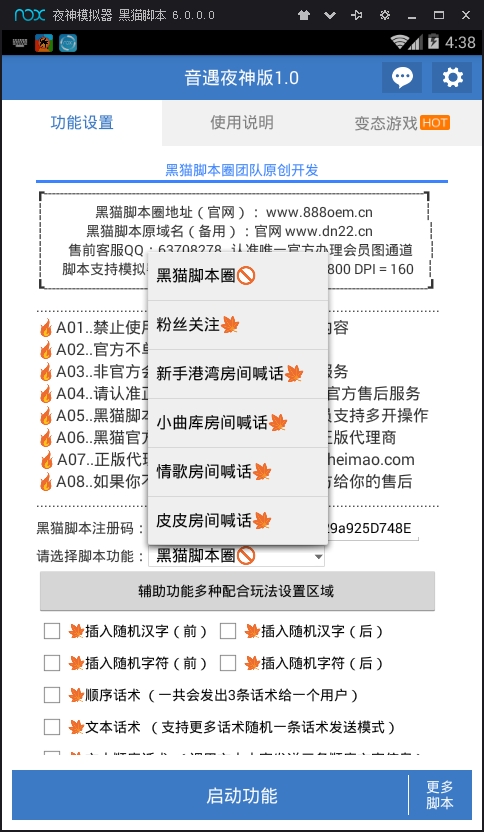 nox 夜神模拟器 黑猫脚本 6.0.0.0
4:38
音遇夜神版1.0
功能设置
使用说明
变态游戏 HOT
黑猫脚本圈团队原创开发
黑猫脚本圈地址（官网）：www.888oem.cn
黑猫脚本原域名（备用）：官网 www.dn22.cn
售前客服QQ：63708278 认准唯一官方办理会员图通道
脚本支持模拟 800 DPI = 160
A01..禁止使 内容
A02..官方不单
A03..非官方会 服务
A04..请认准正 官方售后服务
A05..黑猫脚本 员支持多开操作
A06..黑猫官方 正版代理商
A07..正版代理 heimao.com
A08..如果你不 方给你的售后
黑猫脚本圈
粉丝关注
新手港湾房间喊话
小曲库房间喊话
情歌房间喊话
皮皮房间喊话
黑猫脚本注册码： 9a925D748E
请选择脚本功能： 黑猫脚本圈
辅助功能多种配合玩法设置区域
插入随机汉字（前） 插入随机汉字（后）
插入随机字符（前） 插入随机字符（后）
顺序话术 （一共会发出3条话术给一个用户）
文本话术 （支持更多话术随机一条话术发送模式）
启动功能
更多
脚本